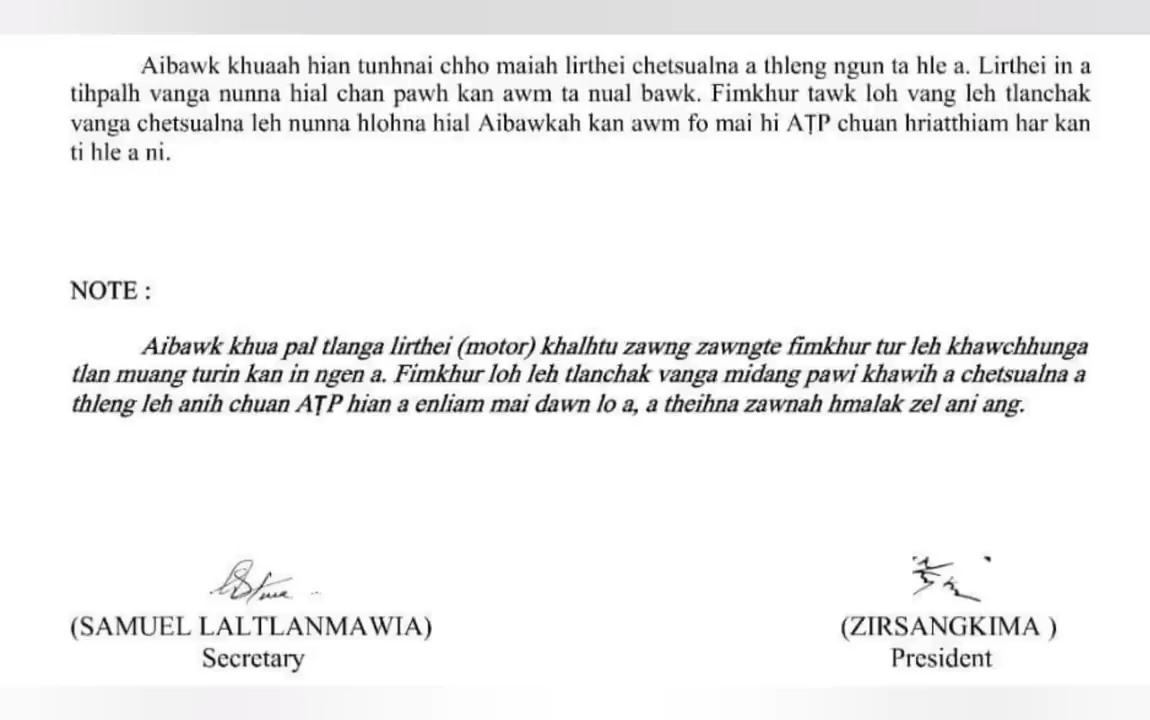 Aibawk khuaah hian tunhnai chho maiah lirthei chetsualna a thleng ngun ta hle a. Lirthei in a
tihpalh vanga nunna hial chan pawh kan awm ta nual bawk. Fimkhur tawk loh vang leh tlanchak
vanga chetsualna leh nunna hlohna hial Aibawkah kan awm fo mai hi AṬP chuan hriatthiam har kan
ti hle a ni.
NOTE :
Aibawk khua pal tlanga lirthei (motor) khalhtu zawng zawngte fimkhur tur leh khawchhunga
tlan muang turin kan in ngen a. Fimkhur loh leh tlanchak vanga midang pawi khawih a chetsualna a
thleng leh anih chuan AṬP hian a enliam mai dawn lo a, a theihna zawnah hmalak zel ani ang.
(SAMUEL LALTLANMAWIA)
Secretary
(ZIRSANGKIMA )
President